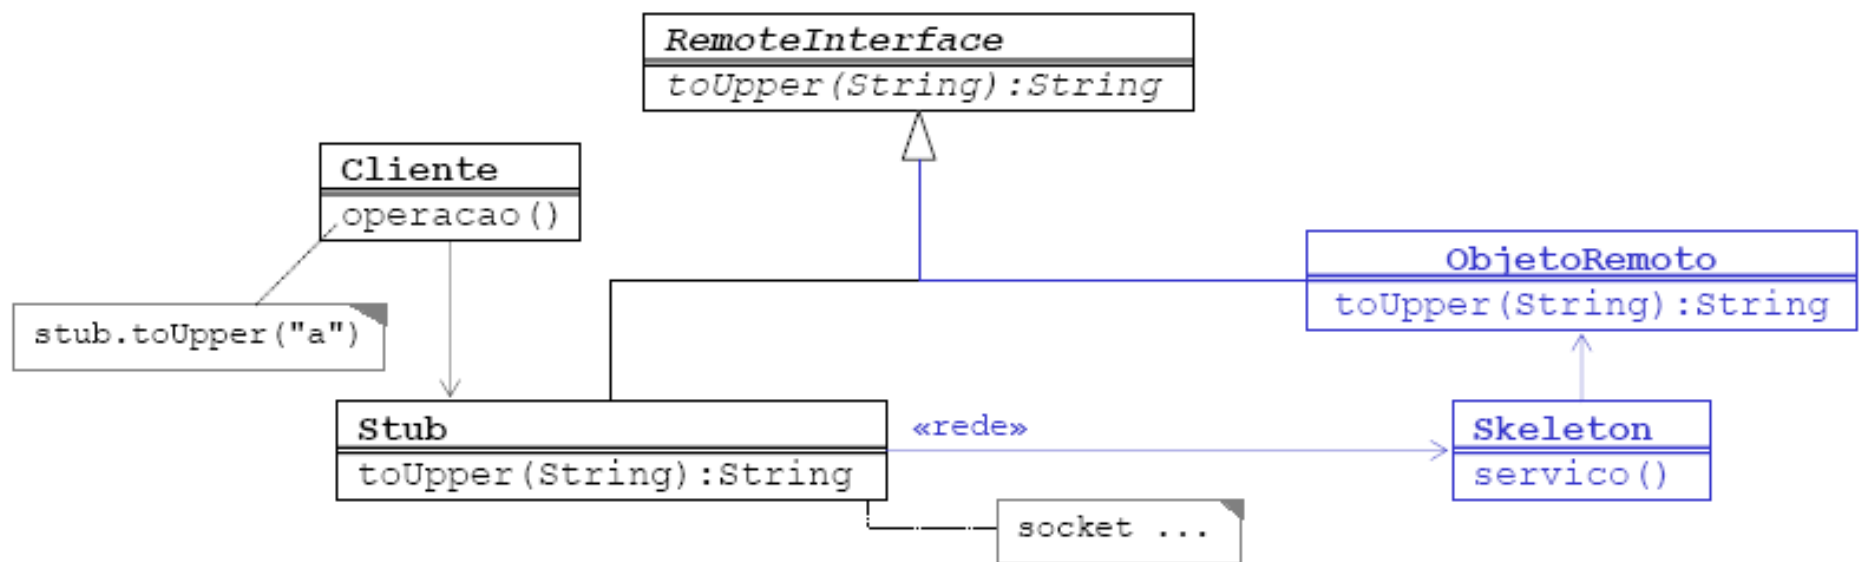 RemoteInterface
toUpper(String):String
Cliente
operacao()
ObjetoRemoto
toUpper(String):String
stub.toUpper("a")
Stub
toUpper(String):String
«rede»
Skeleton
servico()
socket ...